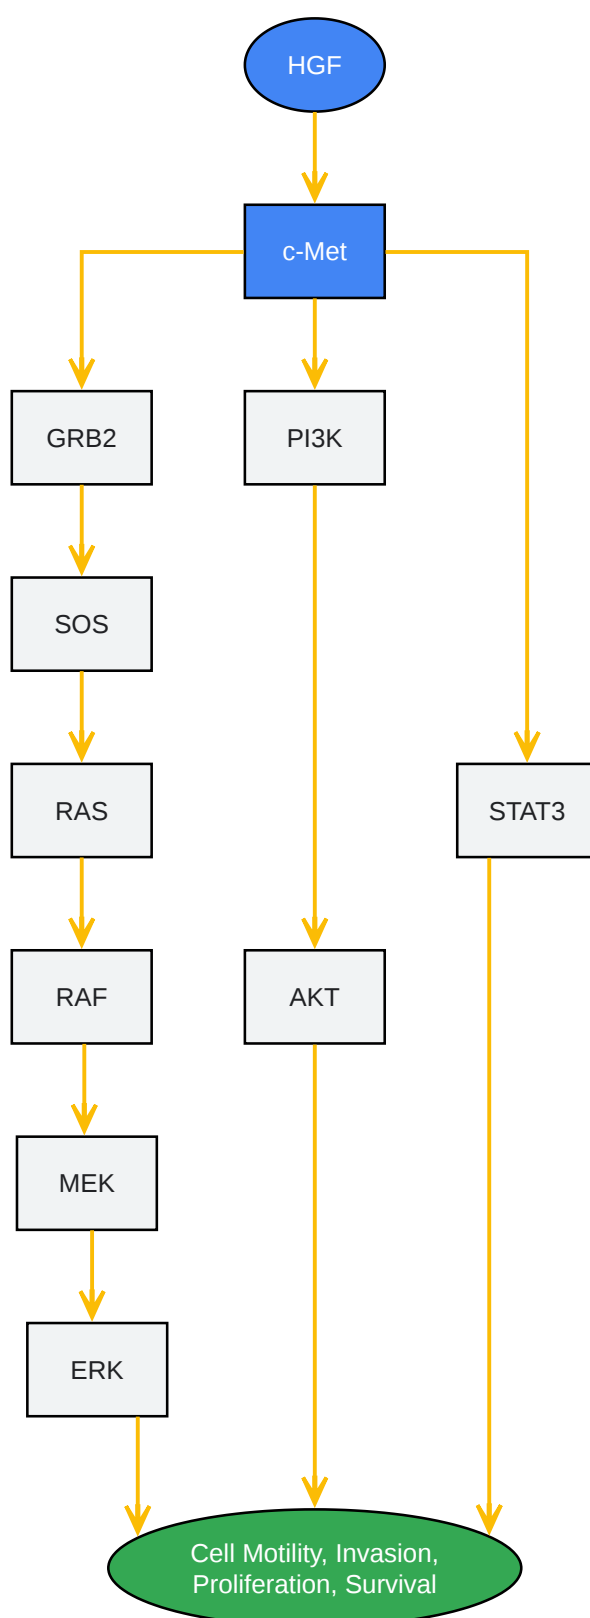 HGF
c-Met
GRB2
PI3K
SOS
RAS
STAT3
RAF
AKT
MEK
ERK
Cell Motility, Invasion,
Proliferation, Survival